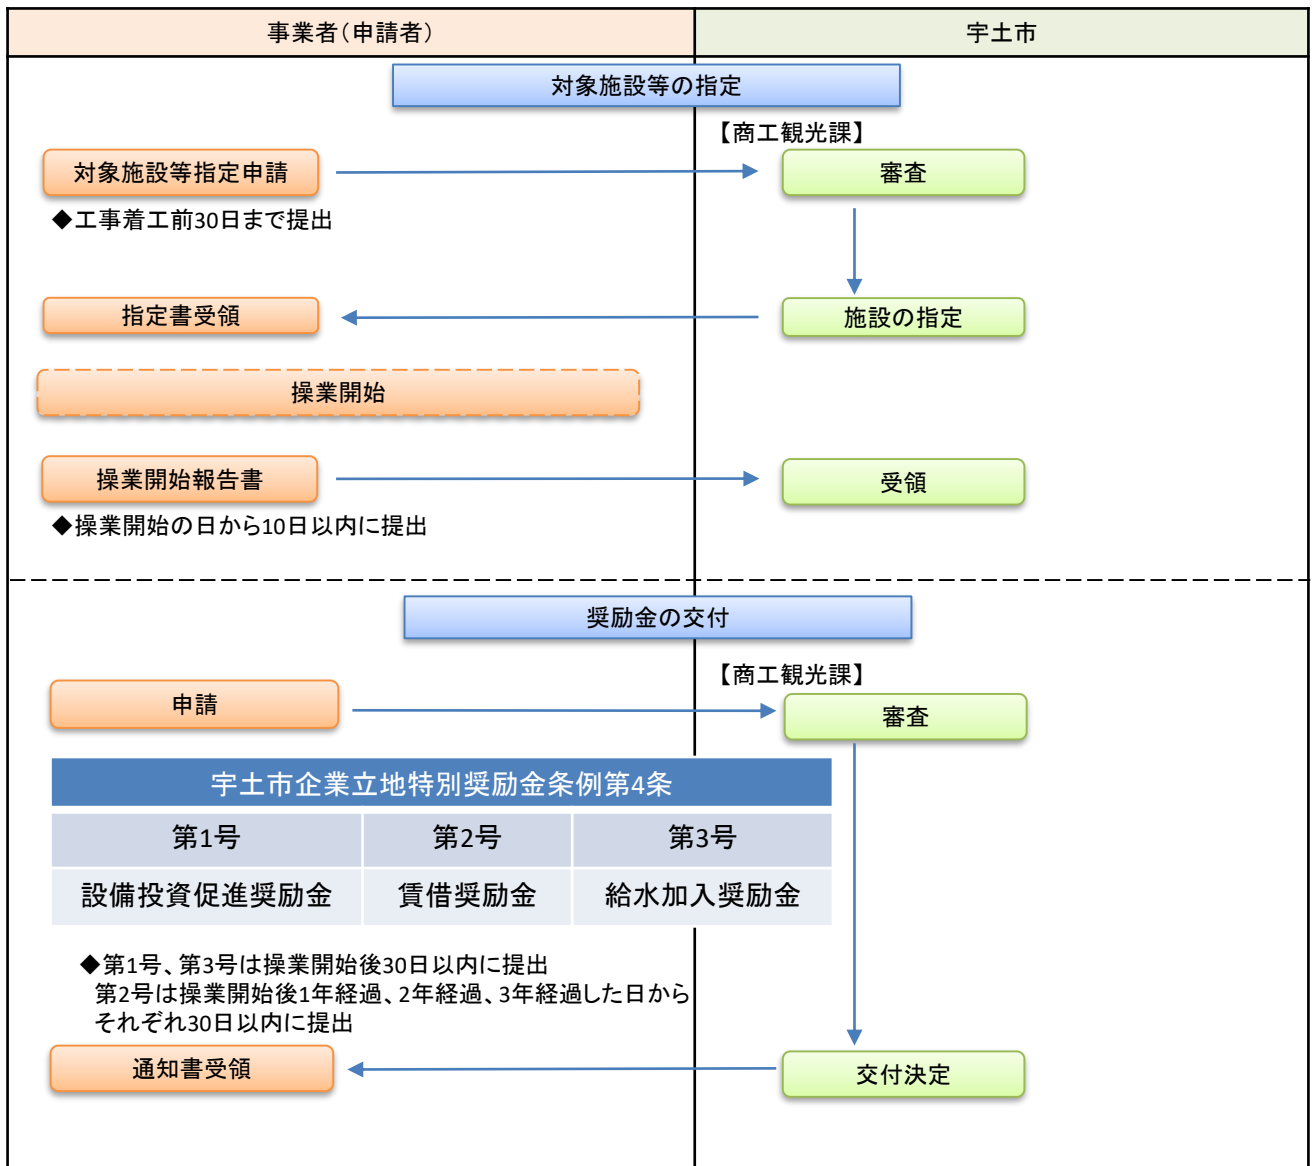 事業者（申請者）
宇土市
対象施設等の指定
【商工観光課】
対象施設等指定申請
審査
◆工事着工前30日まで提出
指定書受領
施設の指定
操業開始
操業開始報告書
受領
◆操業開始の日から10日以内に提出
奨励金の交付
【商工観光課】
申請
審査
宇土市企業立地特別奨励金条例第4条
第1号
第2号
第3号
設備投資促進奨励金
賃借奨励金
給水加入奨励金
◆第1号、第3号は操業開始後30日以内に提出
第2号は操業開始後1年経過、2年経過、3年経過した日から
それぞれ30日以内に提出
通知書受領
交付決定